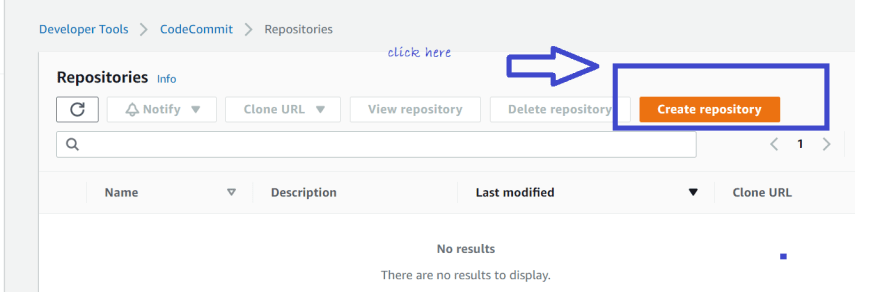 Developer Tools > CodeCommit > Repositories
click here
Repositories Info
Notify Clone URL View repository Delete repository Create repository
1
Name Description Last modified Clone URL
No results
There are no results to display.